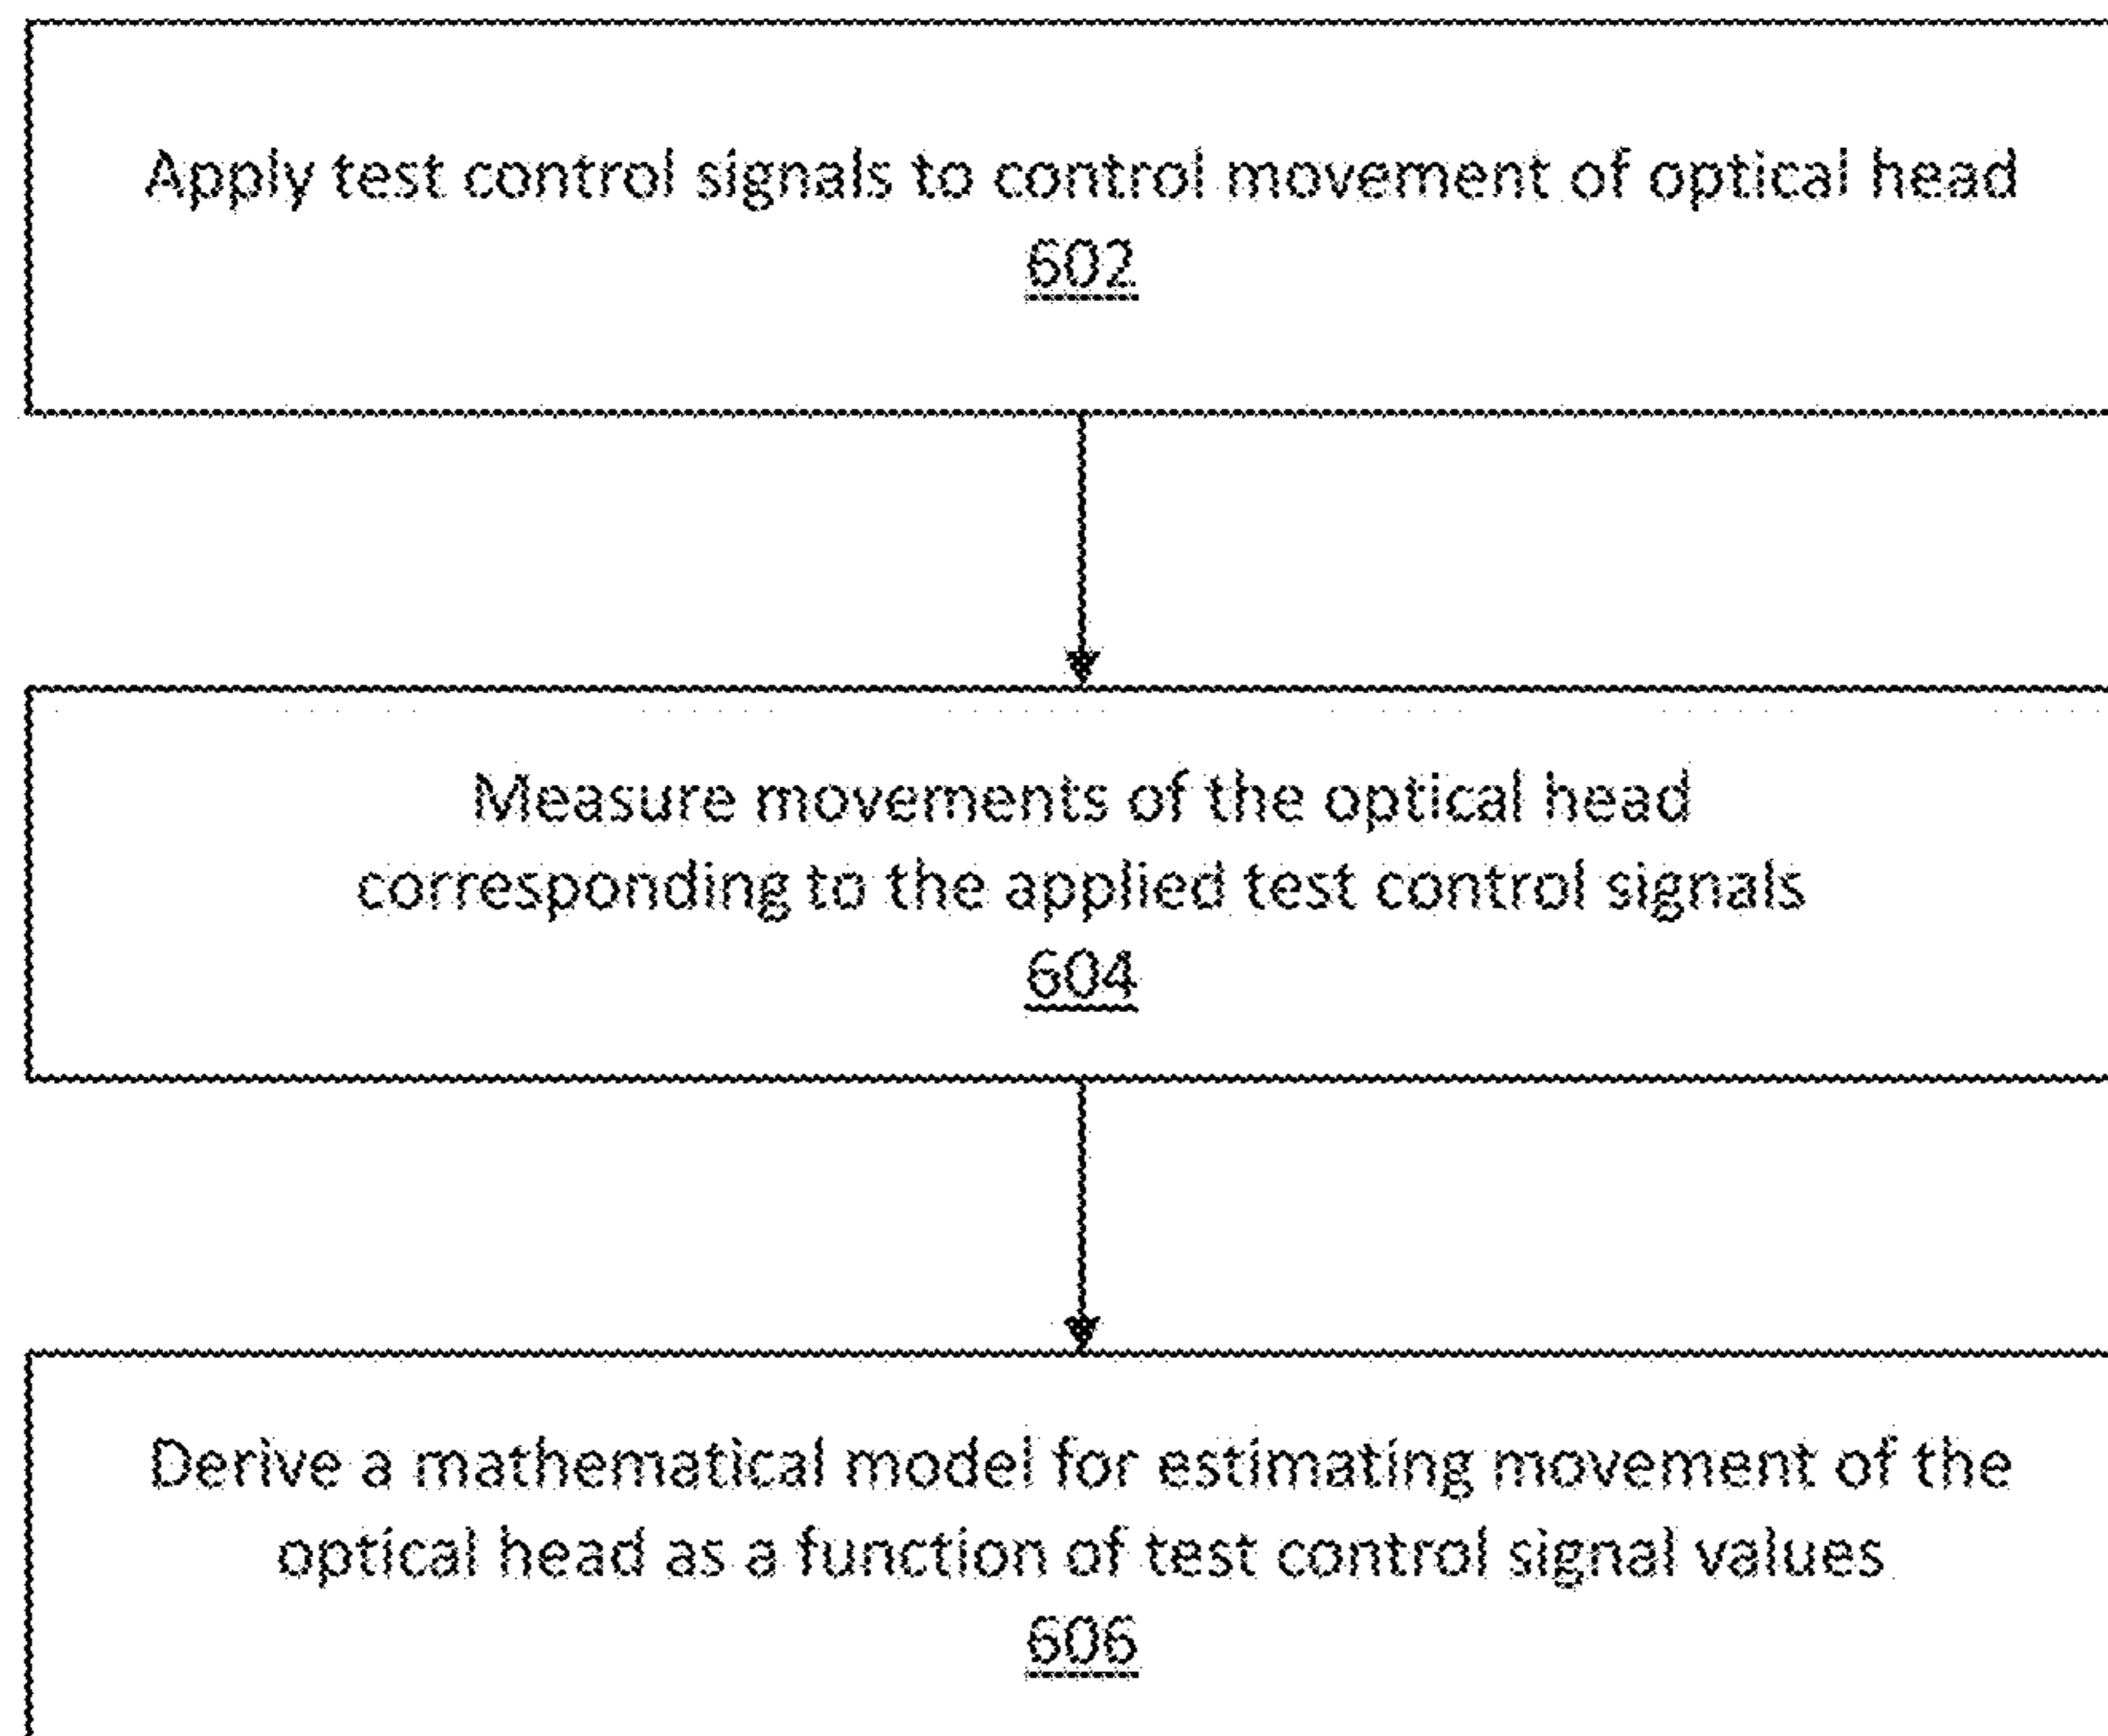 Apply test control signals to control movement of optical head
602
Measure movements of the optical head
corresponding to the applied test control signals
604
Derive a mathematical model for estimating movement of the
optical head as a function of test control signal values
606